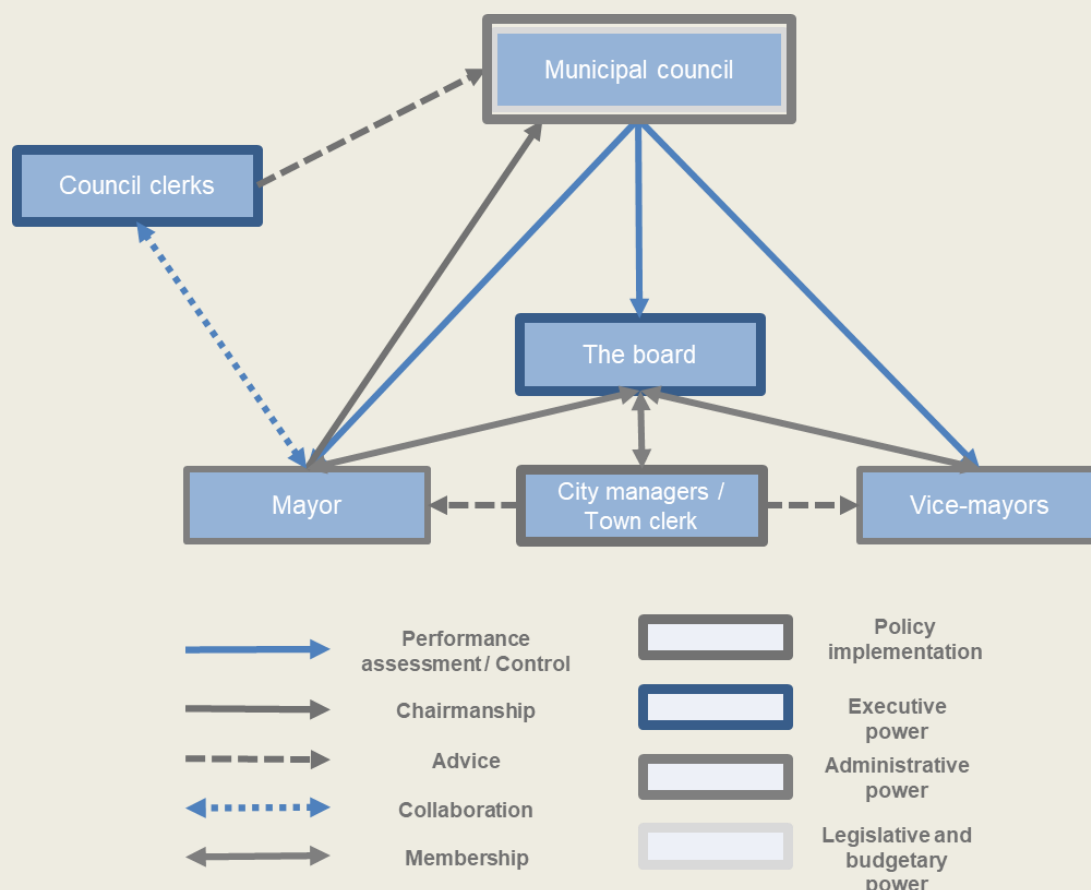 Municipal council
Council clerks
The board
Mayor
City managers /
Town clerk
Vice-mayors
Performance
assessment / Control
Chairmanship
Advice
Collaboration
Membership
Policy
implementation
Executive
power
Administrative
power
Legislative and
budgetary
power